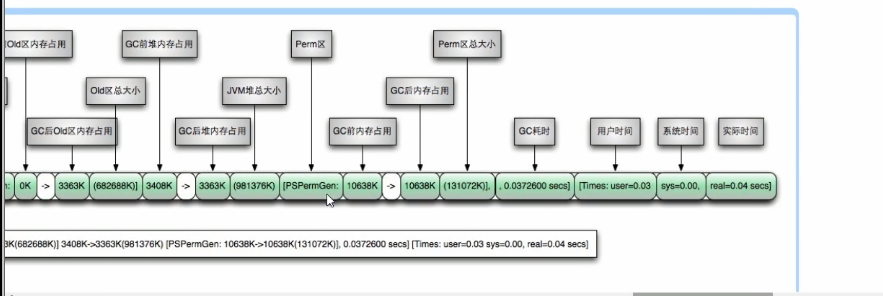 Old区内存占用
GC前堆内存占用
Perm区
Perm区总大小
Old区总大小
JVM堆总大小
GC后内存占用
GC后Old区内存占用
GC后堆内存占用
GC前内存占用
GC耗时
用户时间
系统时间
实际时间
n: 0K -> 3363K (682688K)] 3408K -> 3363K (981376K) [PSPermGen: 10638K -> 10638K (131072K)], , 0.0372600 secs] [Times: user=0.03 sys=0.00, real=0.04 secs]
3K(682688K)] 3408K->3363K(981376K) [PSPermGen: 10638K->10638K(131072K)], 0.0372600 secs] [Times: user=0.03 sys=0.00, real=0.04 secs]